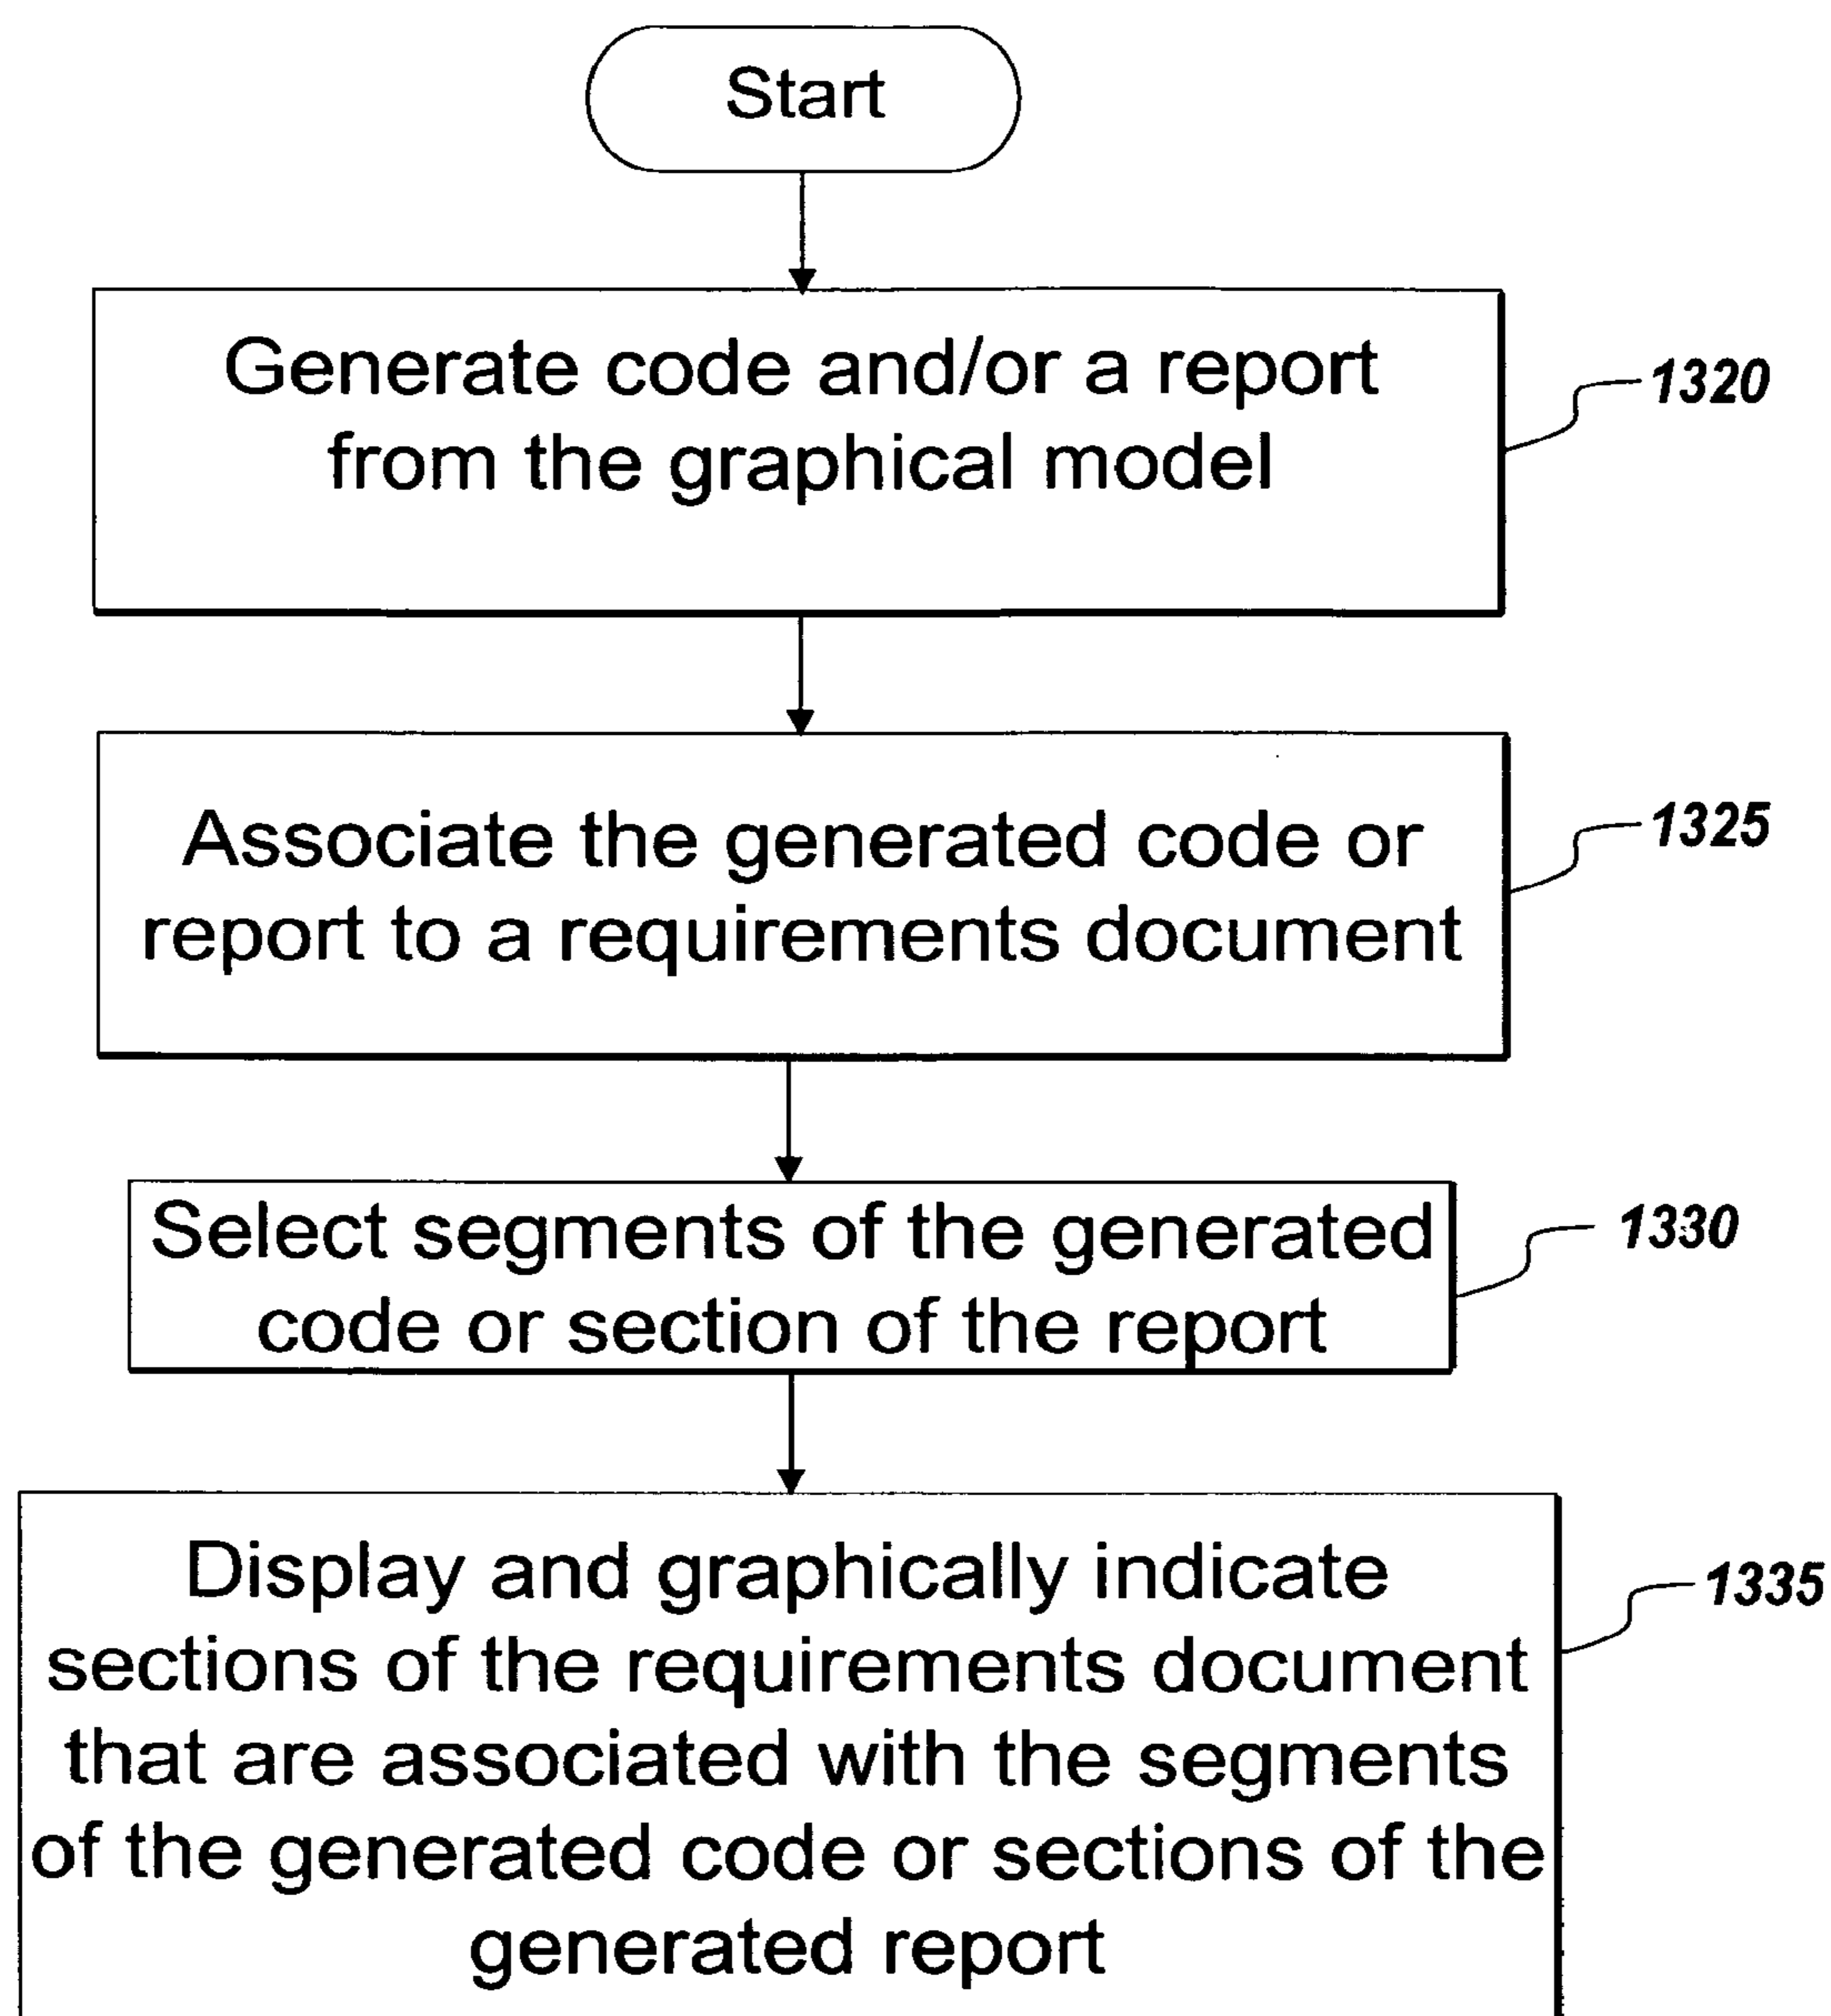 Start
Generate code and/or a report
from the graphical model
1320
Associate the generated code or
report to a requirements document
1325
Select segments of the generated
code or section of the report
1330
Display and graphically indicate
sections of the requirements document
that are associated with the segments
of the generated code or sections of the
generated report
1335